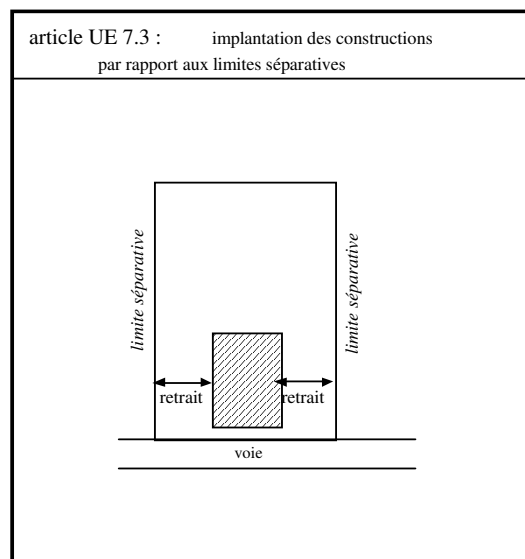 article UE 7.3 : implantation des constructions
par rapport aux limites séparatives
limite séparative
limite séparative
retrait
retrait
voie